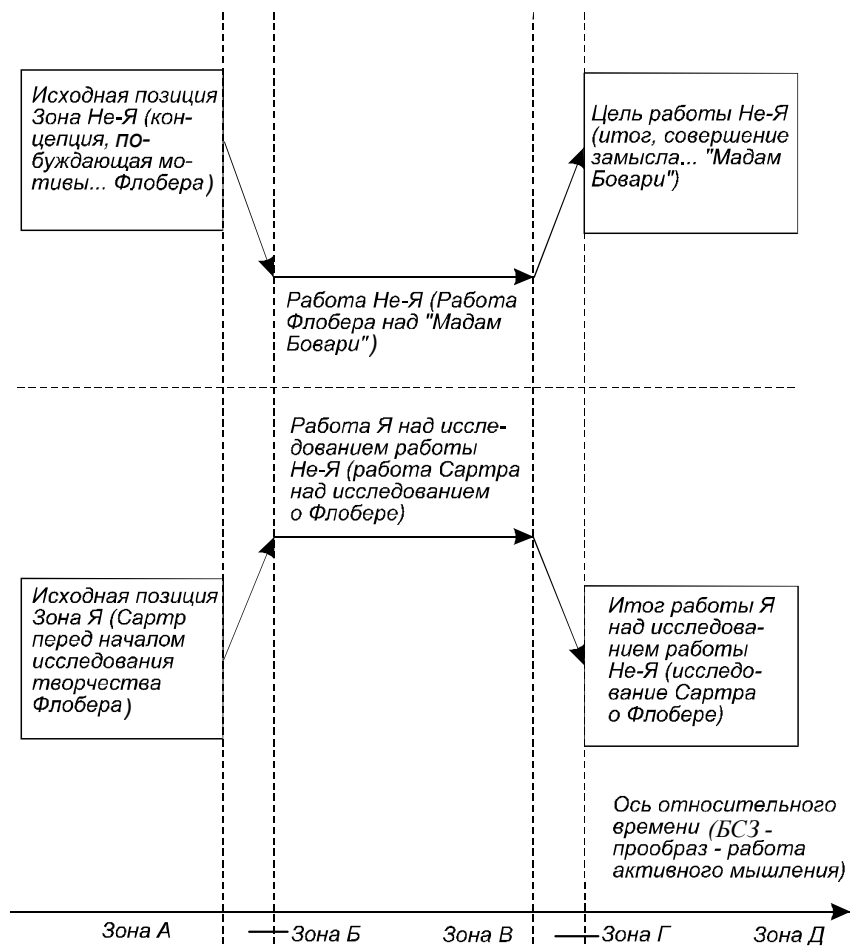 Исходная позиция
Зона Не-Я (кон-
цепция, по-
буждающая мо-
тивы... Флобера)
Цель работы Не-Я
(итог, совершение
замысла... "Мадам
Бовари")
Работа Не-Я (Работа
Флобера над "Мадам
Бовари")
Работа Я над иссле-
дованием работы
Не-Я (работа Сартра
над исследованием
о Флобере)
Исходная позиция
Зона Я (Сартр
перед началом
исследования
творчества
Флобера)
Итог работы Я
над исследова-
нием работы
Не-Я (исследо-
вание Сартра
о Флобере)
Ось относительного
времени (БСЗ -
прообраз - работа
активного мышления)
Зона А
Зона Б
Зона В
Зона Г
Зона Д